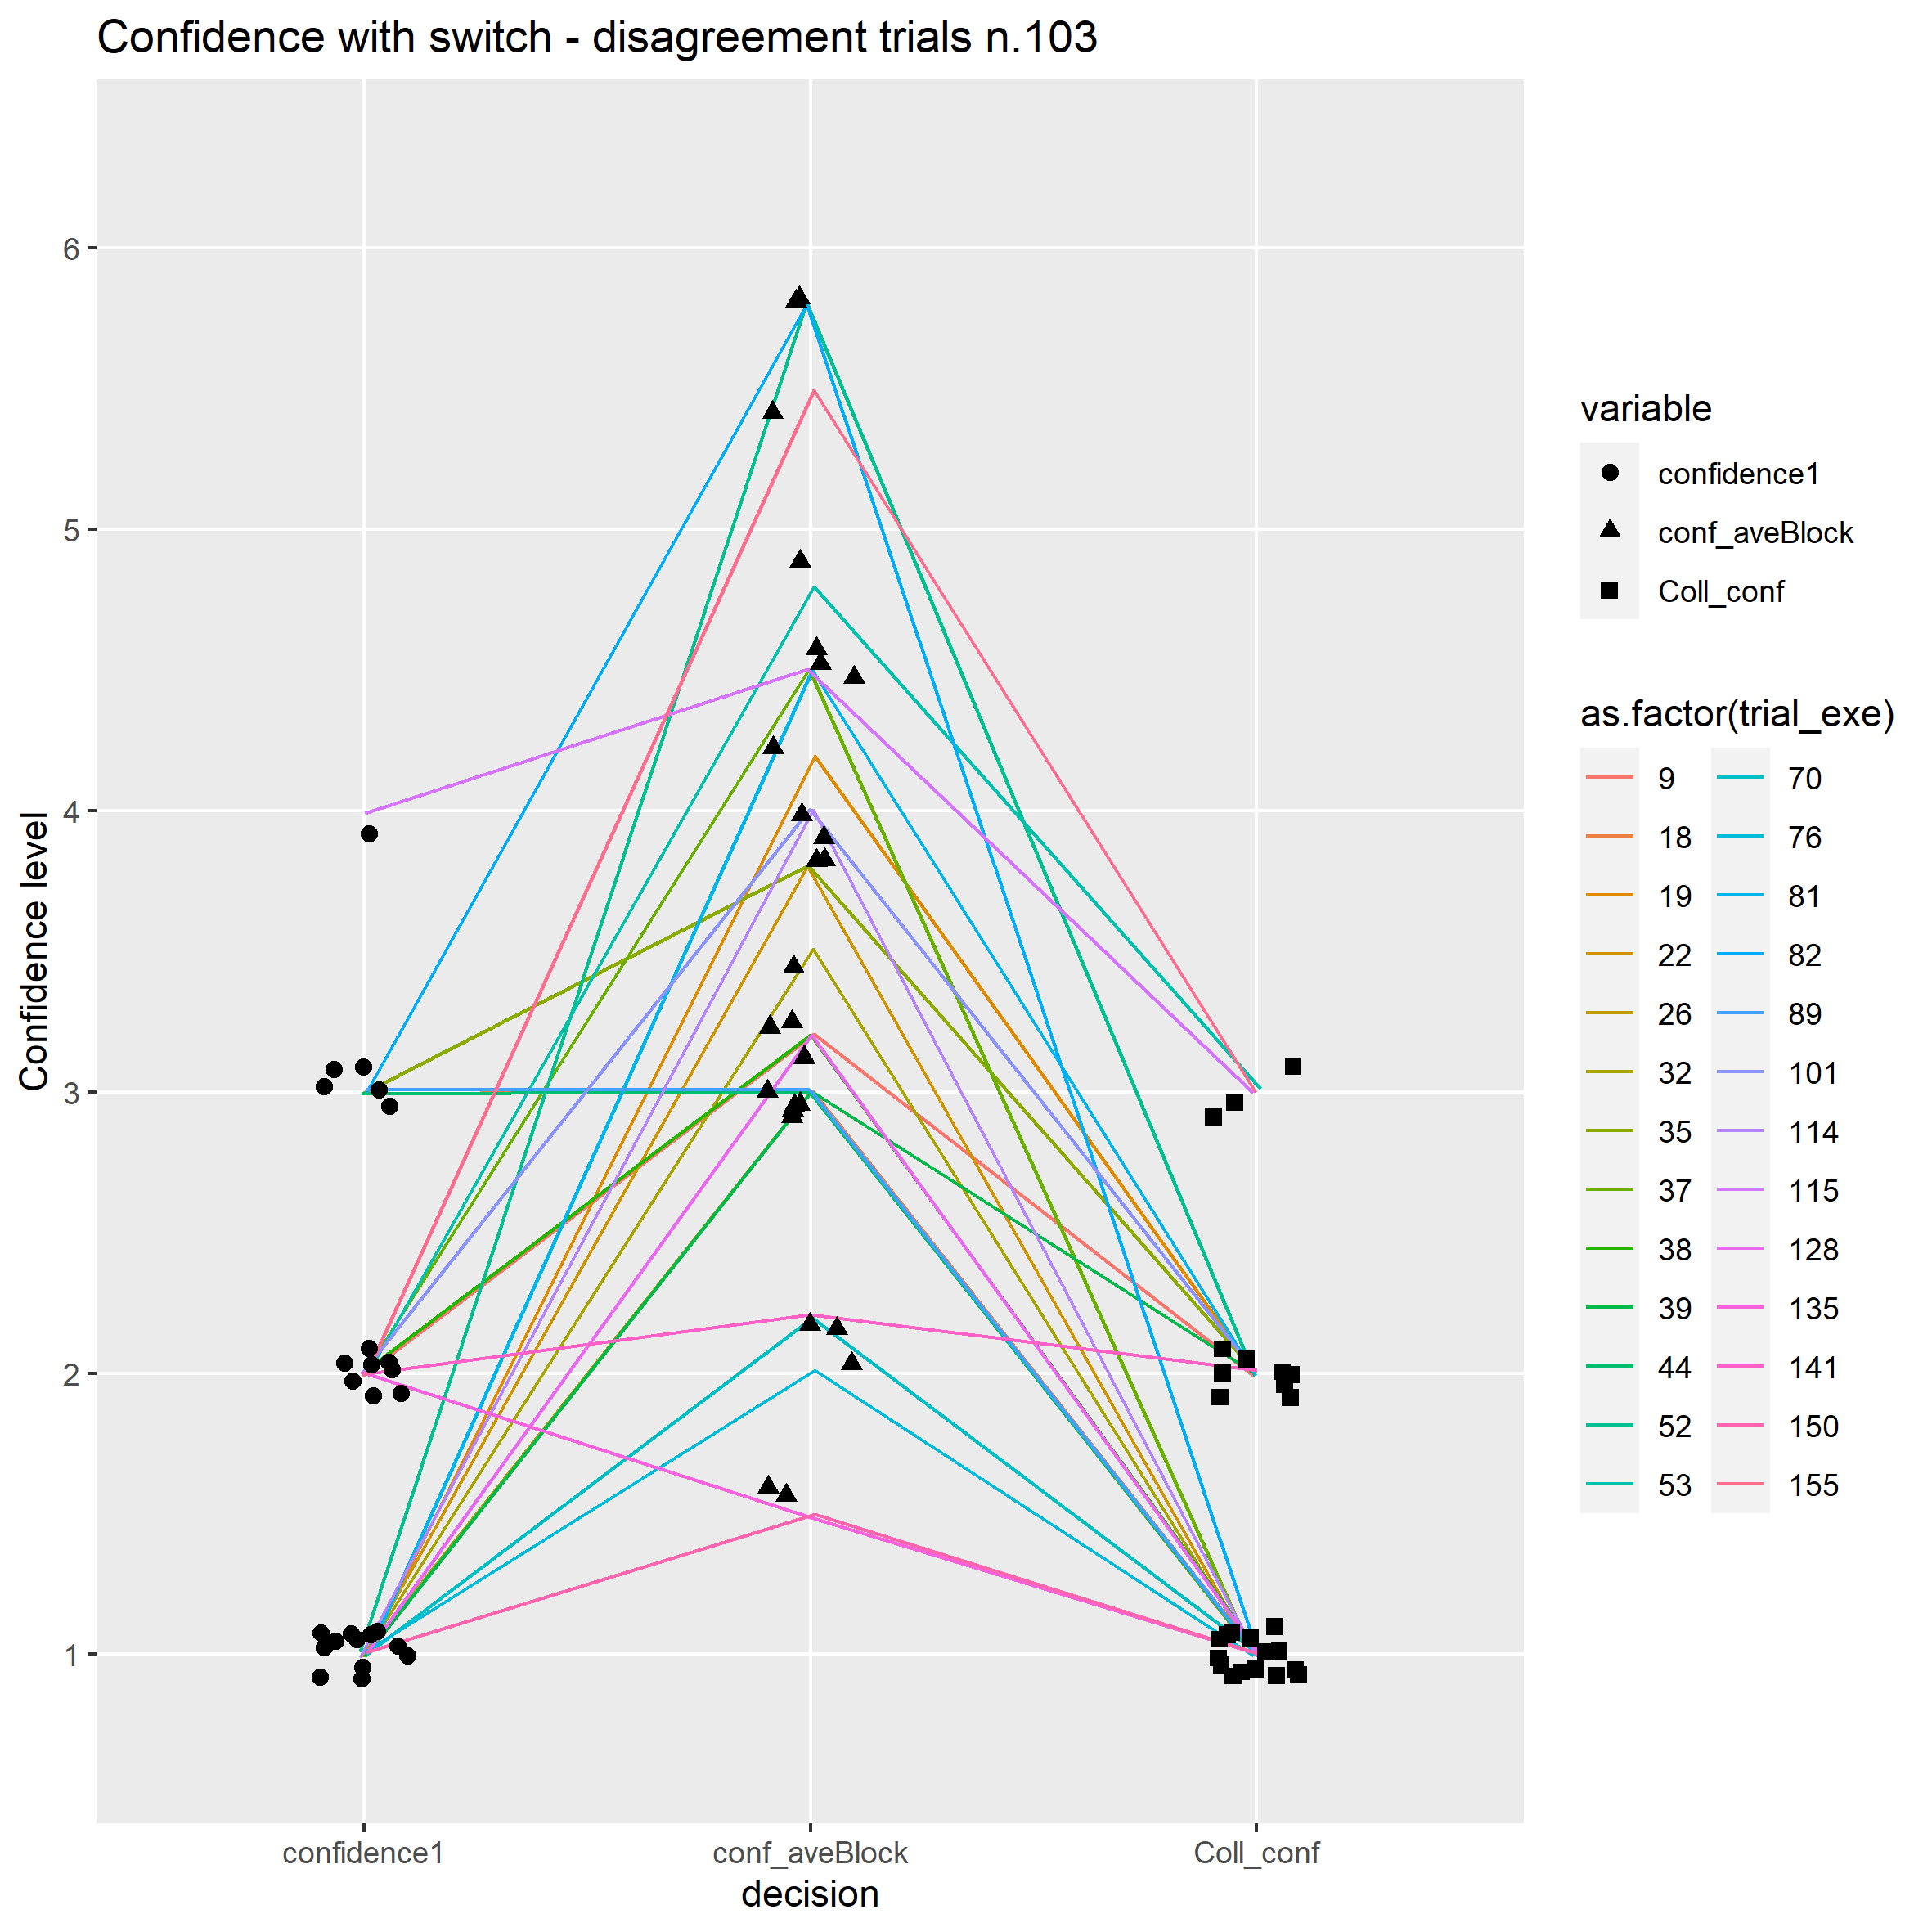 Confidence with switch - disagreement trials n.103
Confidence level
6
5
4
3
2
1
confidence1
conf_aveBlock
Coll_conf
decision
variable
confidence1
conf_aveBlock
Coll_conf
as.factor(trial_exe)
9 70
18 76
19 81
22 82
26 89
32 101
35 114
37 115
38 128
39 135
44 141
52 150
53 155